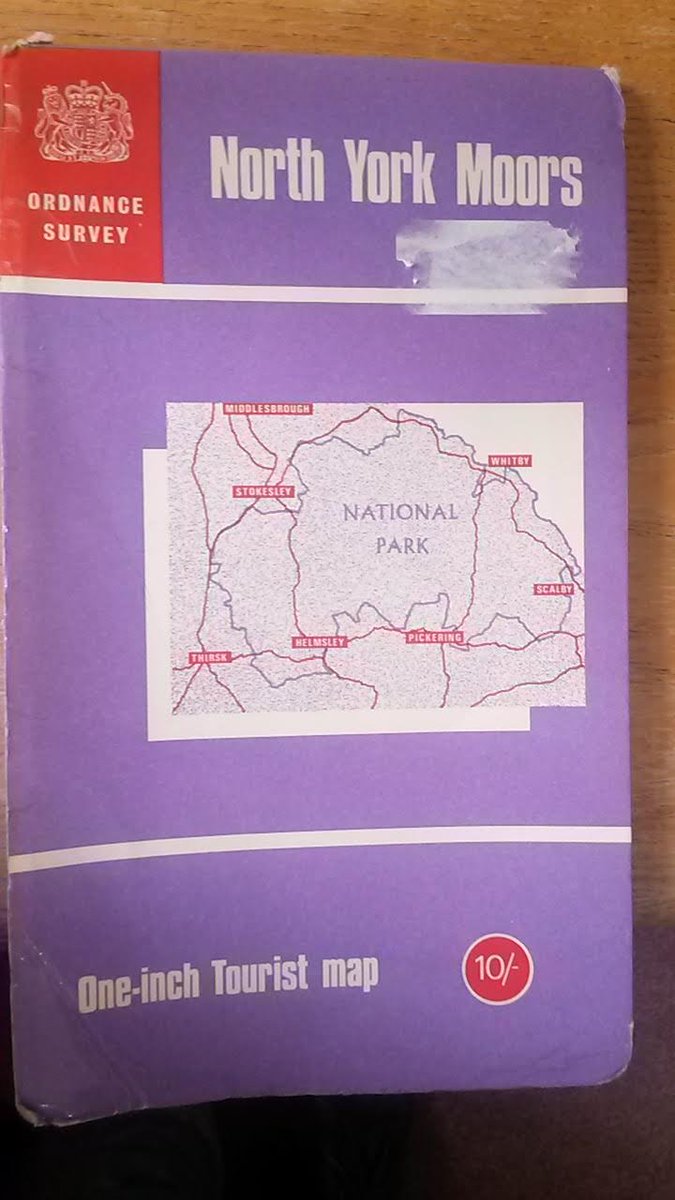 ORDNANCE
SURVEY
North York Moors
MIDDLESBROUGH
WHITBY
STOKESLEY
NATIONAL
PARK
SCALBY
HELMSLEY
PICKERING
THIRSK
One-inch Tourist map
10/-